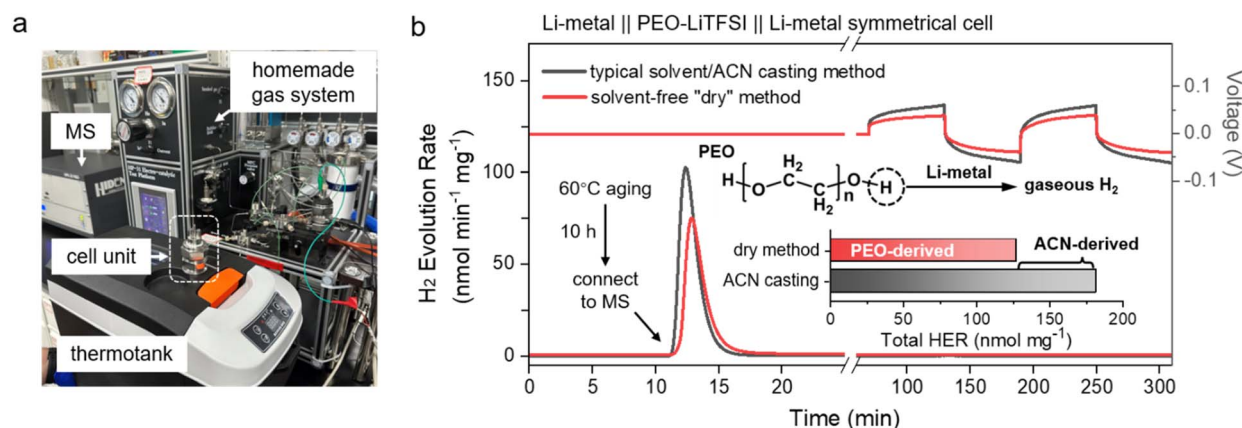 a
homemade
gas system
MS
HIDEN
cell unit
thermotank
b
Li-metal || PEO-LiTFSI || Li-metal symmetrical cell
H₂ Evolution Rate
(nmol min⁻¹ mg⁻¹)
150
100
50
0
typical solvent/ACN casting method
solvent-free "dry" method
60°C aging
10 h
connect
to MS
PEO
H O C H₂ C H₂ n O H
Li-metal
gaseous H₂
dry method
PEO-derived
ACN-derived
ACN casting
0 50 100 150 200
Total HER (nmol mg⁻¹)
0.1
0.0
-0.1
Voltage (V)
0 5 10 15 20 100 150 200 250 300
Time (min)